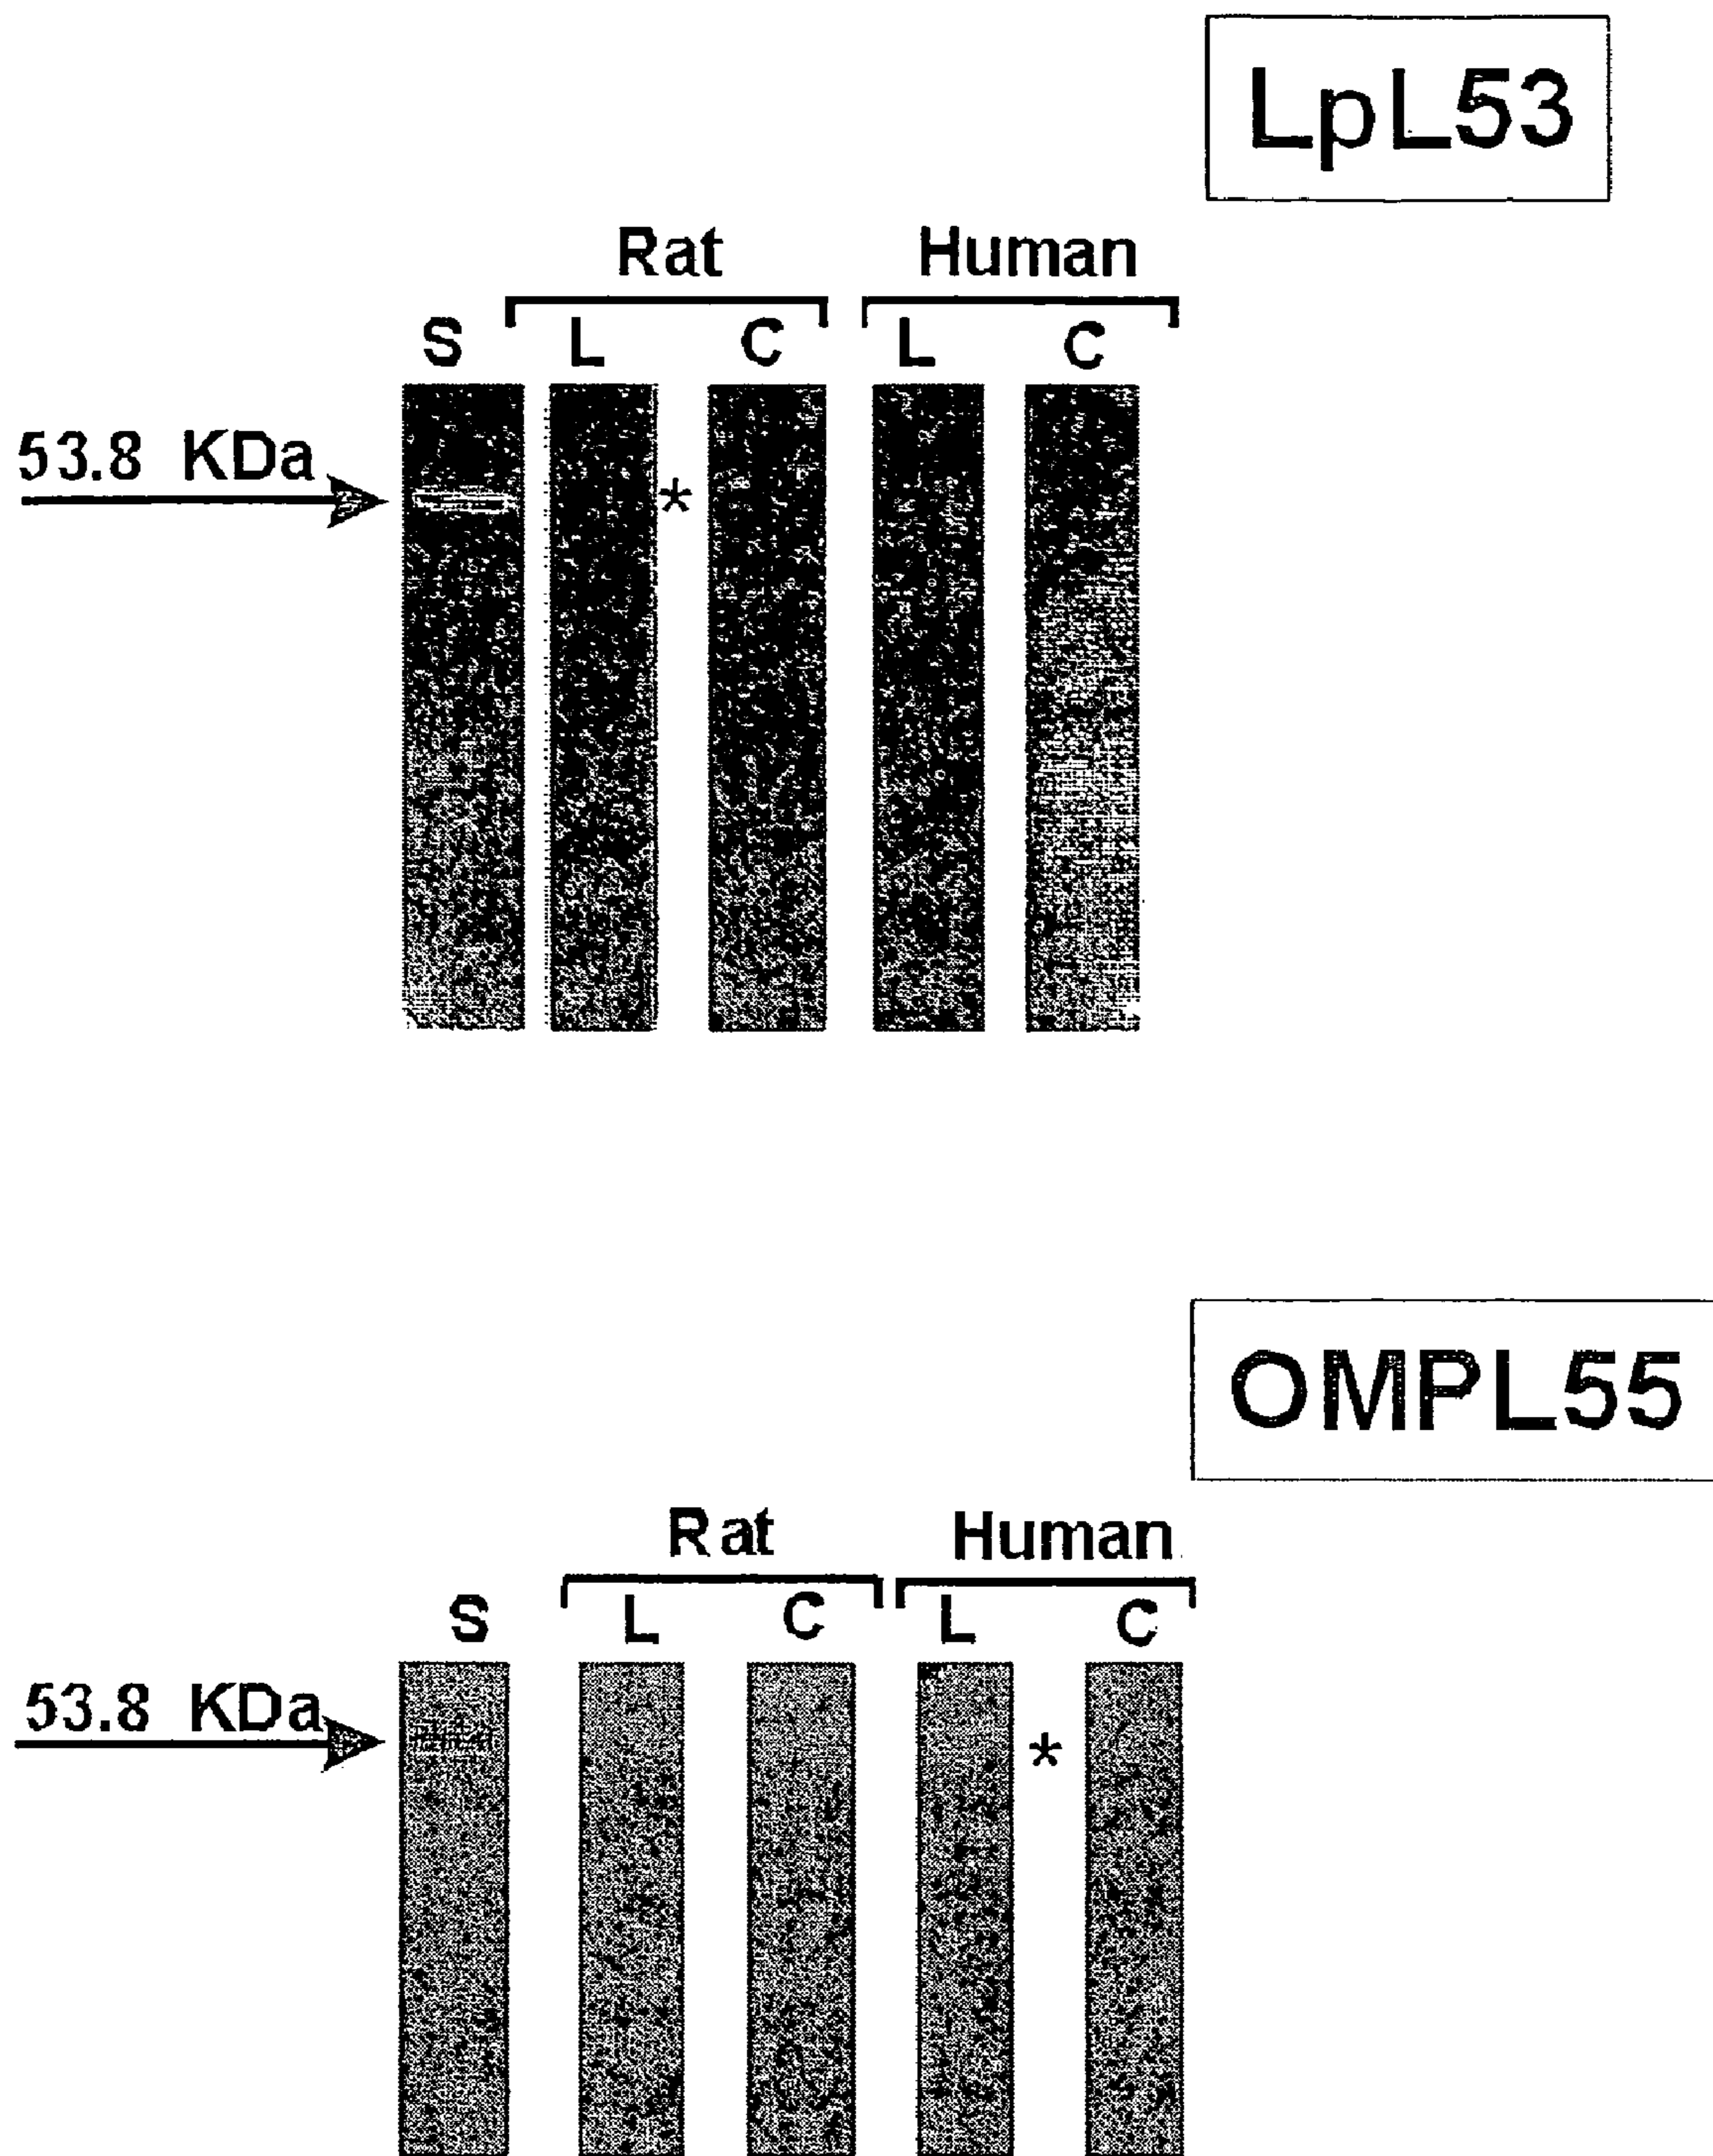 LpL53
Rat Human
S L C L C
53.8 KDa
*
OMPL55
Rat Human
S L C L C
53.8 KDa
*